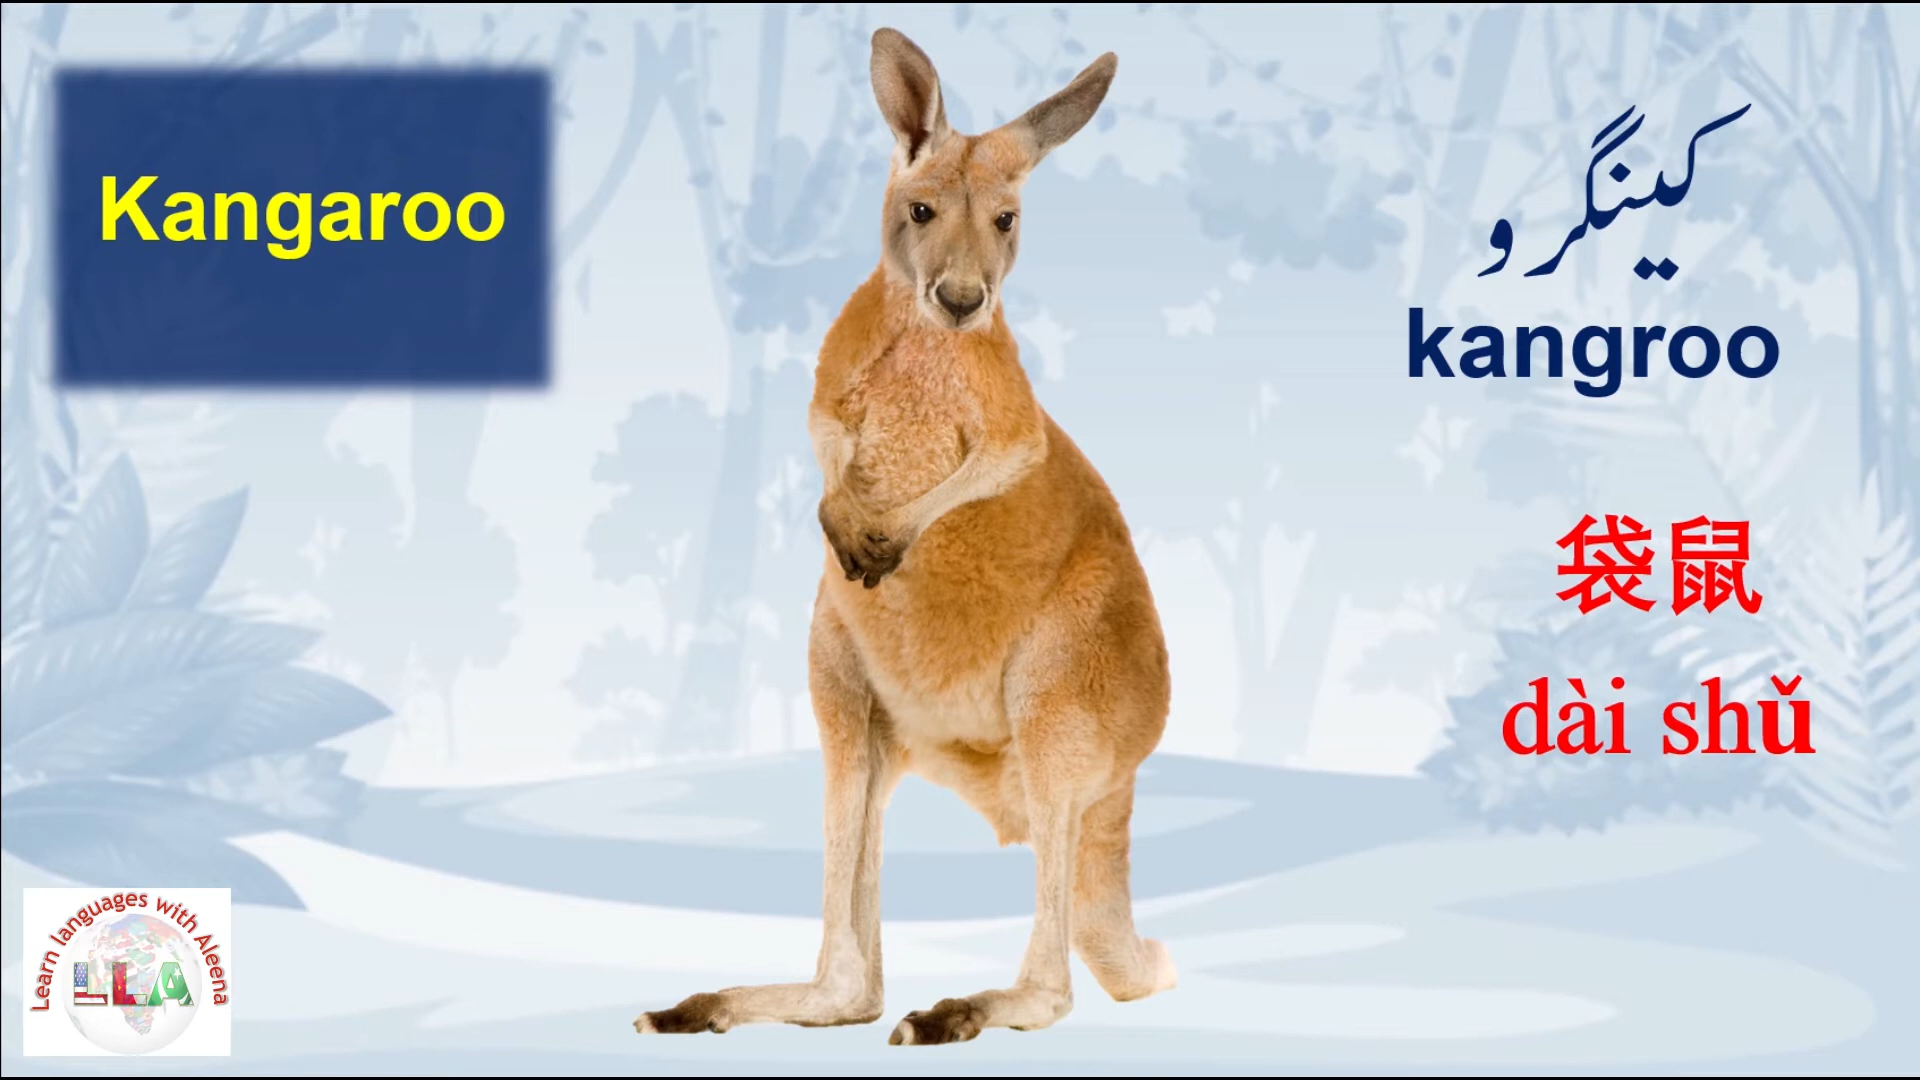 Kangaroo
کینگرو
kangroo
袋鼠
dài shǔ
Learn languages with Aleena
LLA